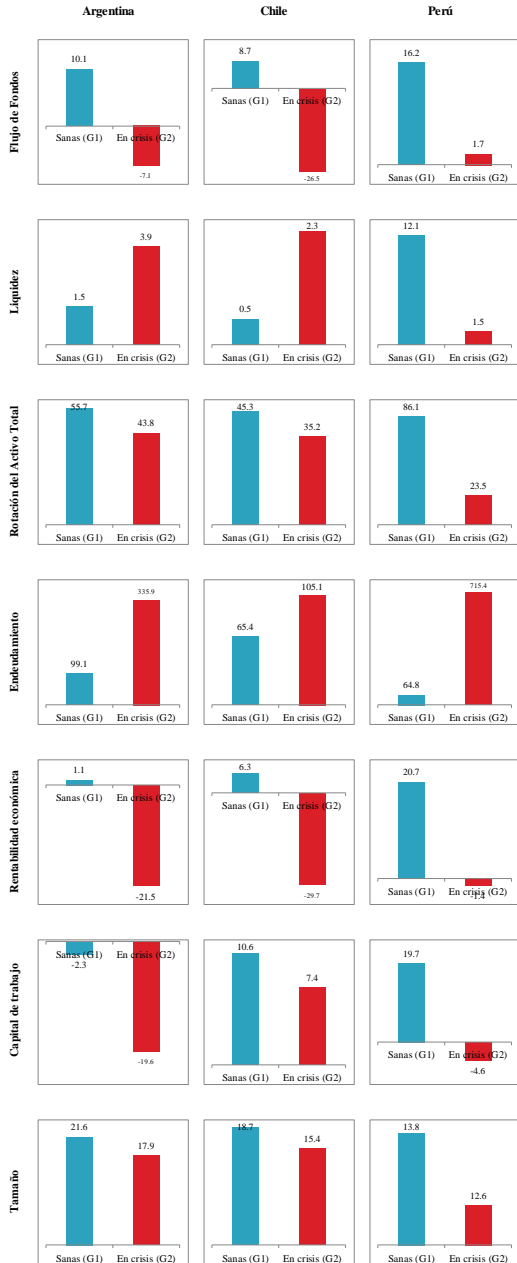 Argentina Chile Perú
Flujo de Fondos
10.1 8.7 16.2
Sanas (G1) En crisis (G2) Sanas (G1) En crisis (G2) 1.7
-7.1 -26.5 Sanas (G1) En crisis (G2)
Liquidez
3.9 2.3 12.1
1.5 0.5 1.5
Sanas (G1) En crisis (G2) Sanas (G1) En crisis (G2) Sanas (G1) En crisis (G2)
Rotación del Activo Total
55.7 43.8 45.3 35.2 86.1 23.5
Sanas (G1) En crisis (G2) Sanas (G1) En crisis (G2) Sanas (G1) En crisis (G2)
Endeudamiento
335.9 105.1 715.4
99.1 65.4 64.8
Sanas (G1) En crisis (G2) Sanas (G1) En crisis (G2) Sanas (G1) En crisis (G2)
Rentabilidad económica
1.1 6.3 20.7
Sanas (G1) En crisis (G2) Sanas (G1) En crisis (G2) Sanas (G1) En crisis (G2)
-21.5 -29.7 -1.4
Capital de trabajo
Sanas (G1) En crisis (G2) 10.6 7.4 19.7
-2.3 Sanas (G1) En crisis (G2)
-19.6 Sanas (G1) En crisis (G2) -4.6
Tamaño
21.6 17.9 18.7 15.4 13.8 12.6
Sanas (G1) En crisis (G2) Sanas (G1) En crisis (G2) Sanas (G1) En crisis (G2)